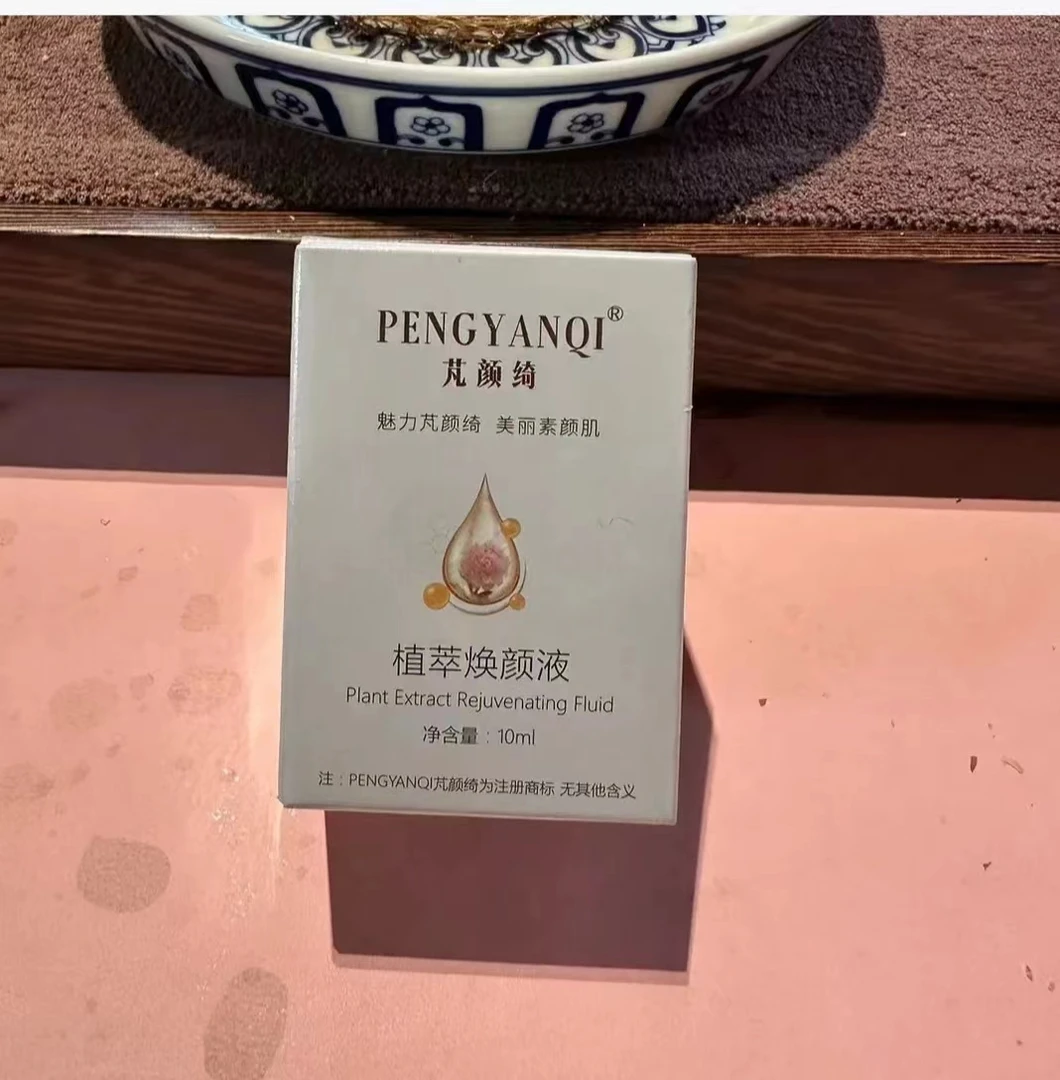 PENGYANQI®
芃颜绮
魅力芃颜绮 美丽素颜肌
植萃焕颜液
Plant Extract Rejuvenating Fluid
净含量：10ml
注：PENGYANQI芃颜绮为注册商标 无其他含义